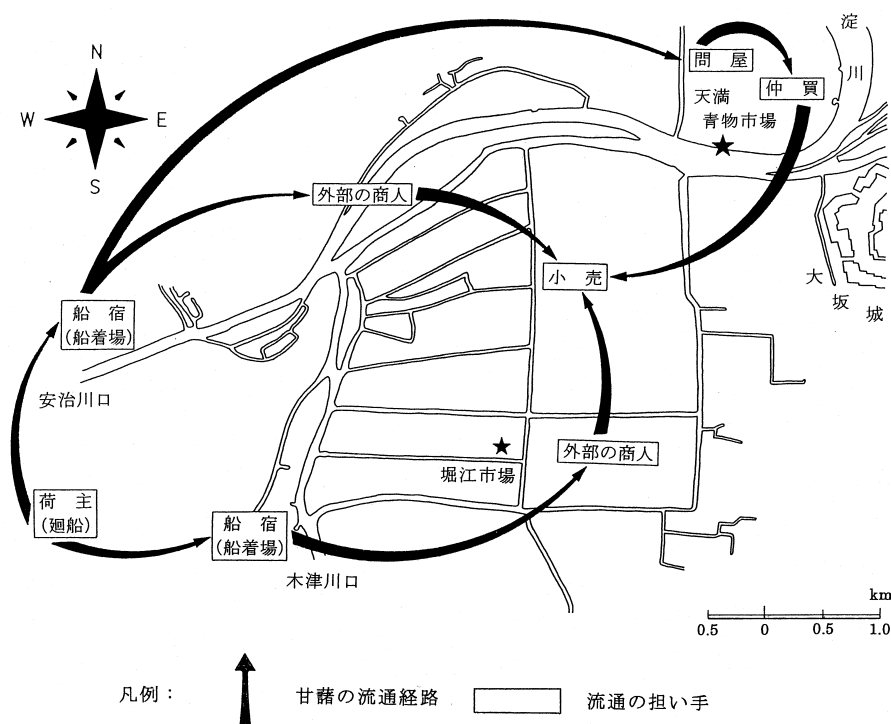 淀川
問屋
仲買
天満
青物市場
N
W E
S
外部の商人
小売
大坂城
船宿
(船着場)
安治川口
外部の商人
堀江市場
荷主
(廻船)
船宿
(船着場)
木津川口
km
0.5 0 0.5 1.0
凡例：
甘藷の流通経路
流通の担い手